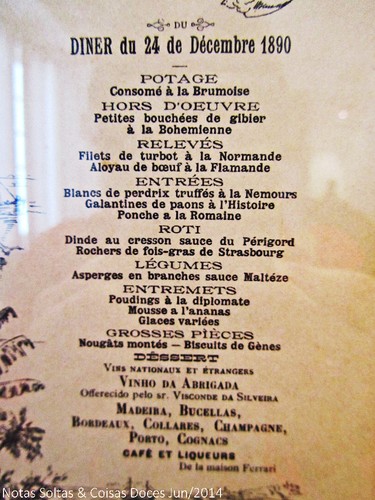 DU
DINER du 24 de Décembre 1890
POTAGE
Consomé à la Brumoise
HORS D'OEUVRE
Petites bouchées de gibier
à la Bohemienne
RELEVÉS
Filets de turbot à la Normande
Aloyau de bœuf à la Flamande
ENTRÉES
Blancs de perdrix truffés à la Nemours
Galantines de paons à l'Histoire
Ponche a la Romaine
ROTI
Dinde au cresson sauce du Périgord
Rochers de fois-gras de Strasbourg
LÉGUMES
Asperges en branches sauce Maltéze
ENTREMETS
Poudings à la diplomate
Mousse a l'ananas
Glaces variées
GROSSES PIÈCES
Nougâts montés — Biscuits de Gènes
DÉSSERT
VINS NATIONAUX ET ÉTRANGERS
VINHO DA ABRIGADA
Offerecido pelo sr. VISCONDE DA SILVEIRA
MADEIRA, BUCELLAS,
BORDEAUX, COLLARES, CHAMPAGNE,
PORTO, COGNACS
CAFÉ ET LIQUEURS
De la maison Ferrari
Notas Soltas & Coisas Doces Jun/2014